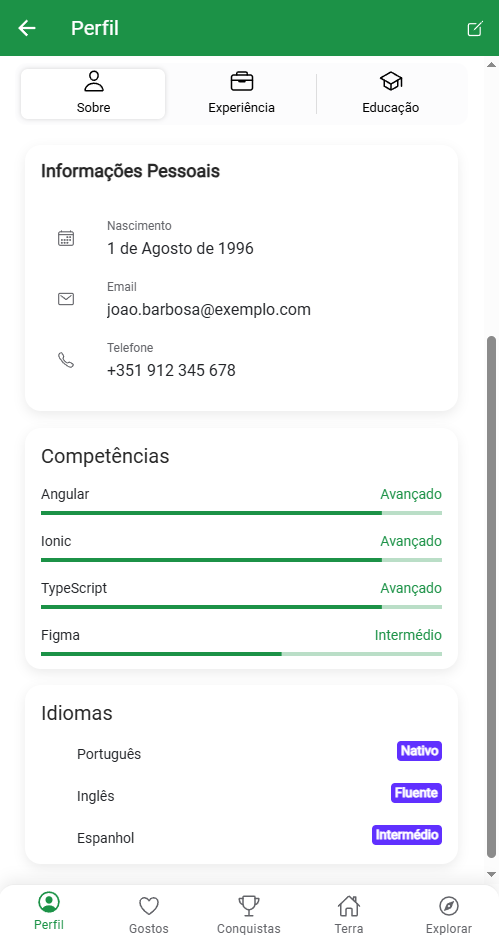 Perfil
Sobre
Experiência
Educação
Informações Pessoais
Nascimento
1 de Agosto de 1996
Email
joao.barbosa@exemplo.com
Telefone
+351 912 345 678
Competências
Angular Avançado
Ionic Avançado
TypeScript Avançado
Figma Intermédio
Idiomas
Português Nativo
Inglês Fluente
Espanhol Intermédio
Perfil
Gostos
Conquistas
Terra
Explorar